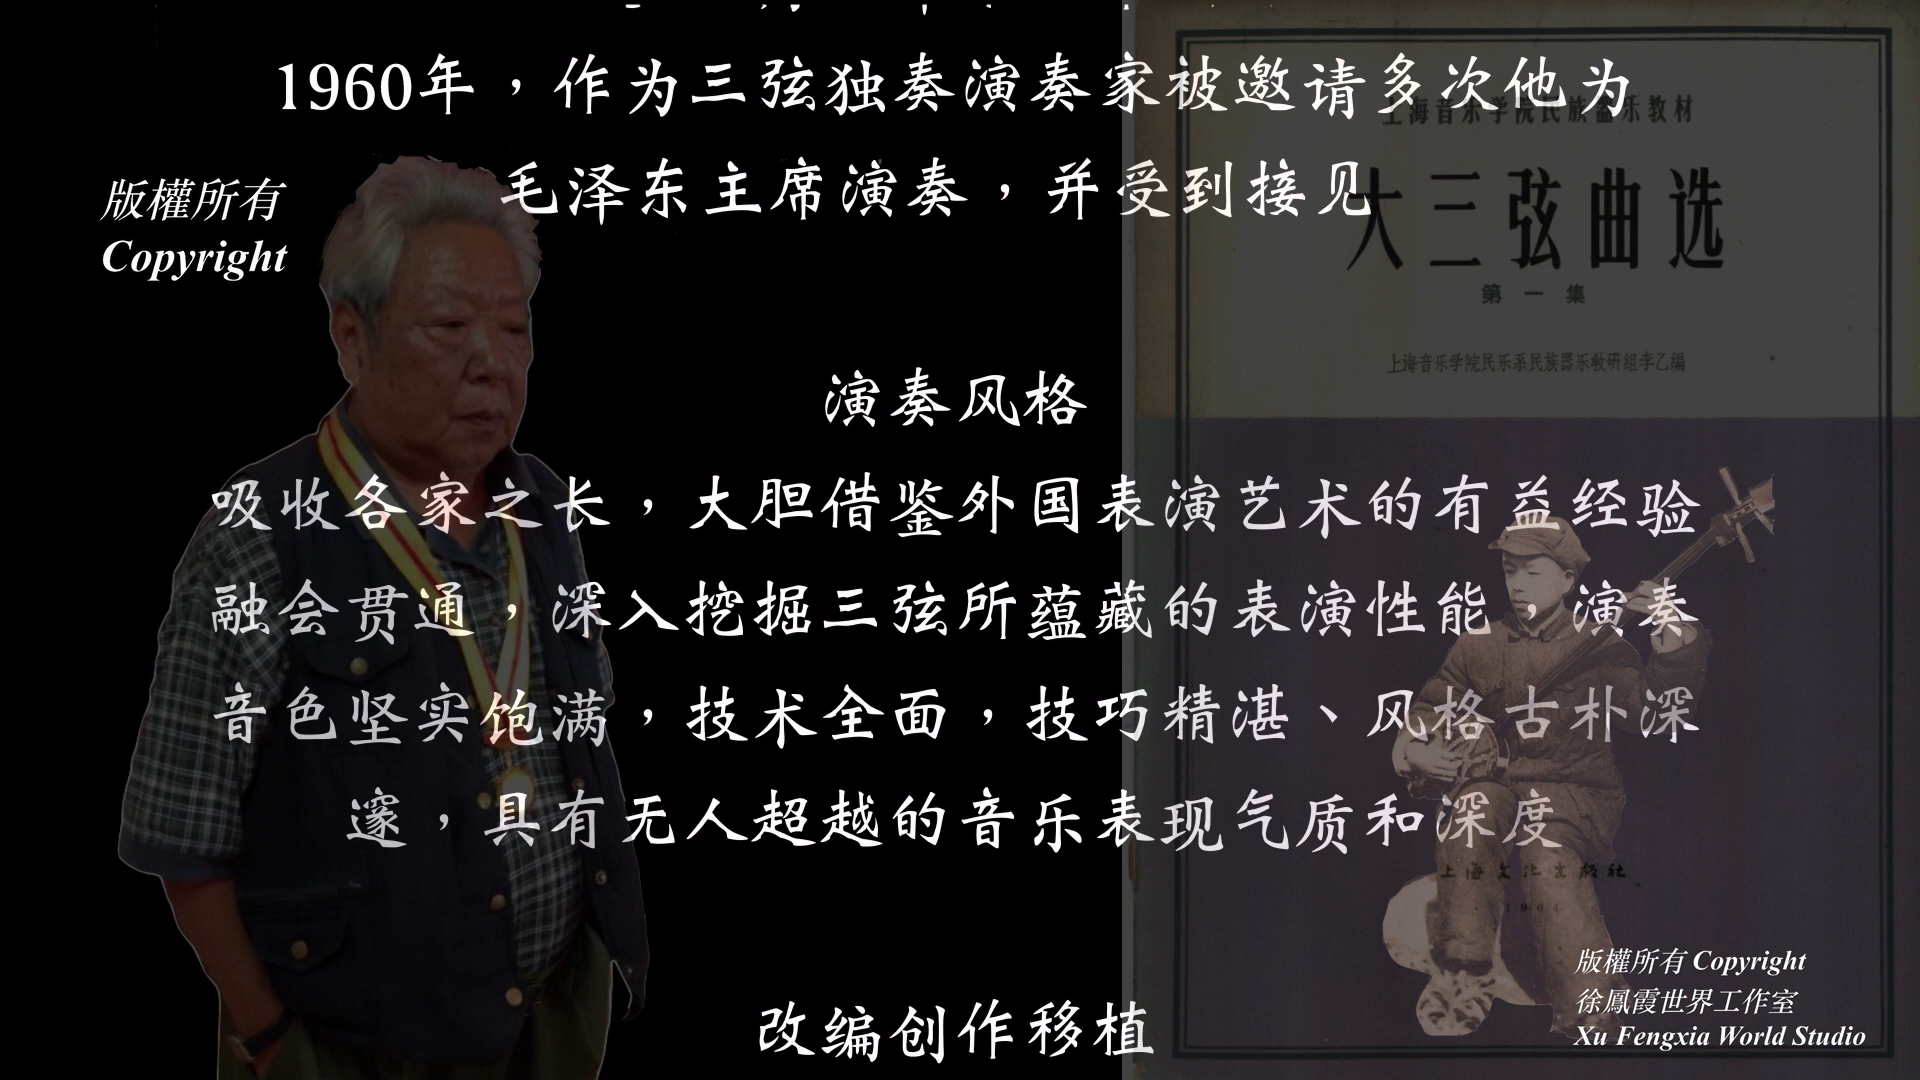 1960年，作为三弦独奏演奏家被邀请多次他为
毛泽东主席演奏，并受到接见
版權所有
Copyright
演奏风格
吸收各家之长，大胆借鉴外国表演艺术的有益经验
融会贯通，深入挖掘三弦所蕴藏的表演性能，演奏
音色坚实饱满，技术全面，技巧精湛、风格古朴深
邃，具有无人超越的音乐表现气质和深度
改编创作移植
上海音乐学院民族器乐教材
大三弦曲选
第一集
上海音乐学院民乐系民族器乐教研组李乙编
上海文化出版社
1964
版權所有 Copyright
徐鳳霞世界工作室
Xu Fengxia World Studio